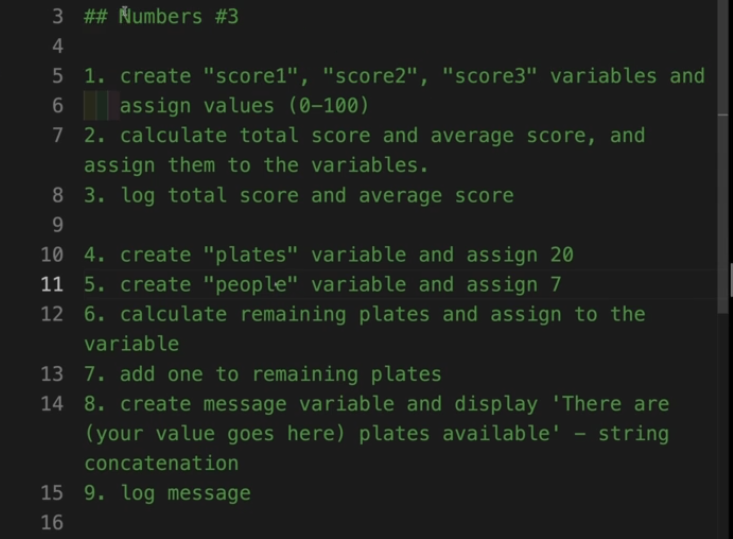 3 ## Numbers #3
4
5 1. create "score1", "score2", "score3" variables and
6 assign values (0-100)
7 2. calculate total score and average score, and
assign them to the variables.
8 3. log total score and average score
9
10 4. create "plates" variable and assign 20
11 5. create "people" variable and assign 7
12 6. calculate remaining plates and assign to the
variable
13 7. add one to remaining plates
14 8. create message variable and display 'There are
(your value goes here) plates available' - string
concatenation
15 9. log message
16